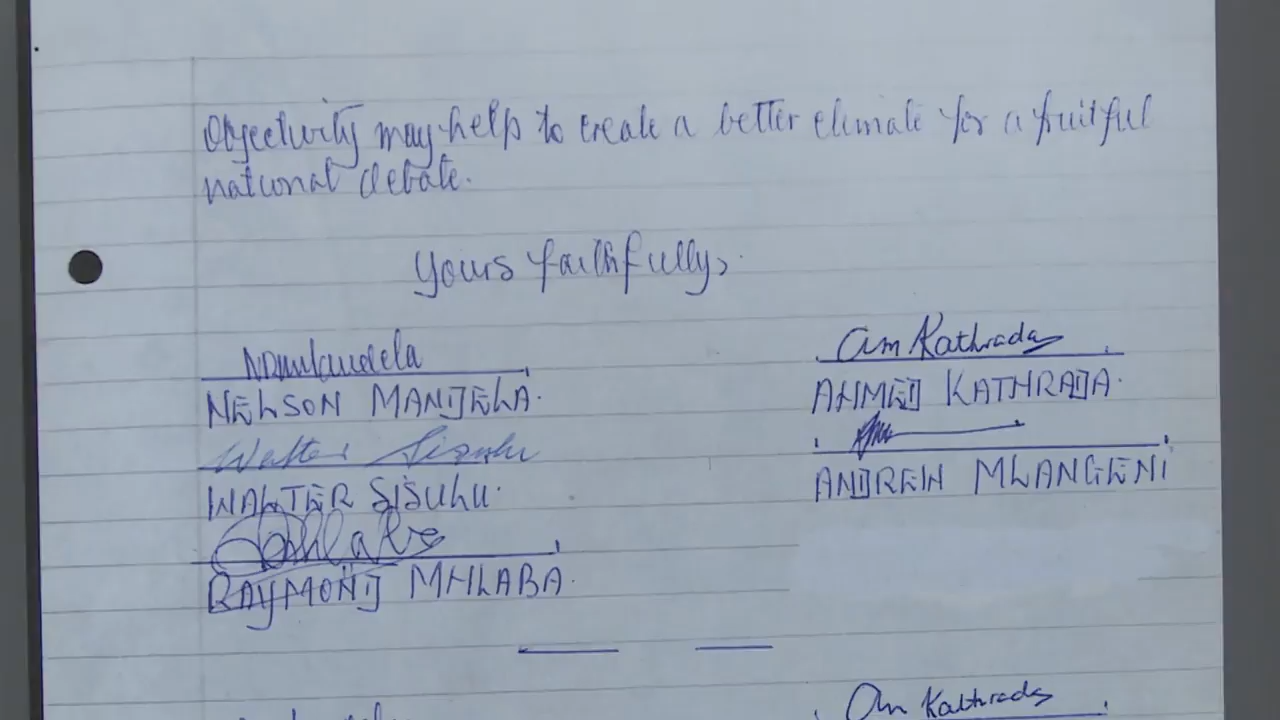 Objectivity may help to create a better climate for a fruitful
national debate.
Yours faithfully,
NMandela
NELSON MANDELA.
Walter Sisulu
WALTER SISULU.
RMhlaba
RAYMOND MHLABA.
am Kathrada
AHMED KATHRADA.
ANDREW MLANGENI
am Kathrada